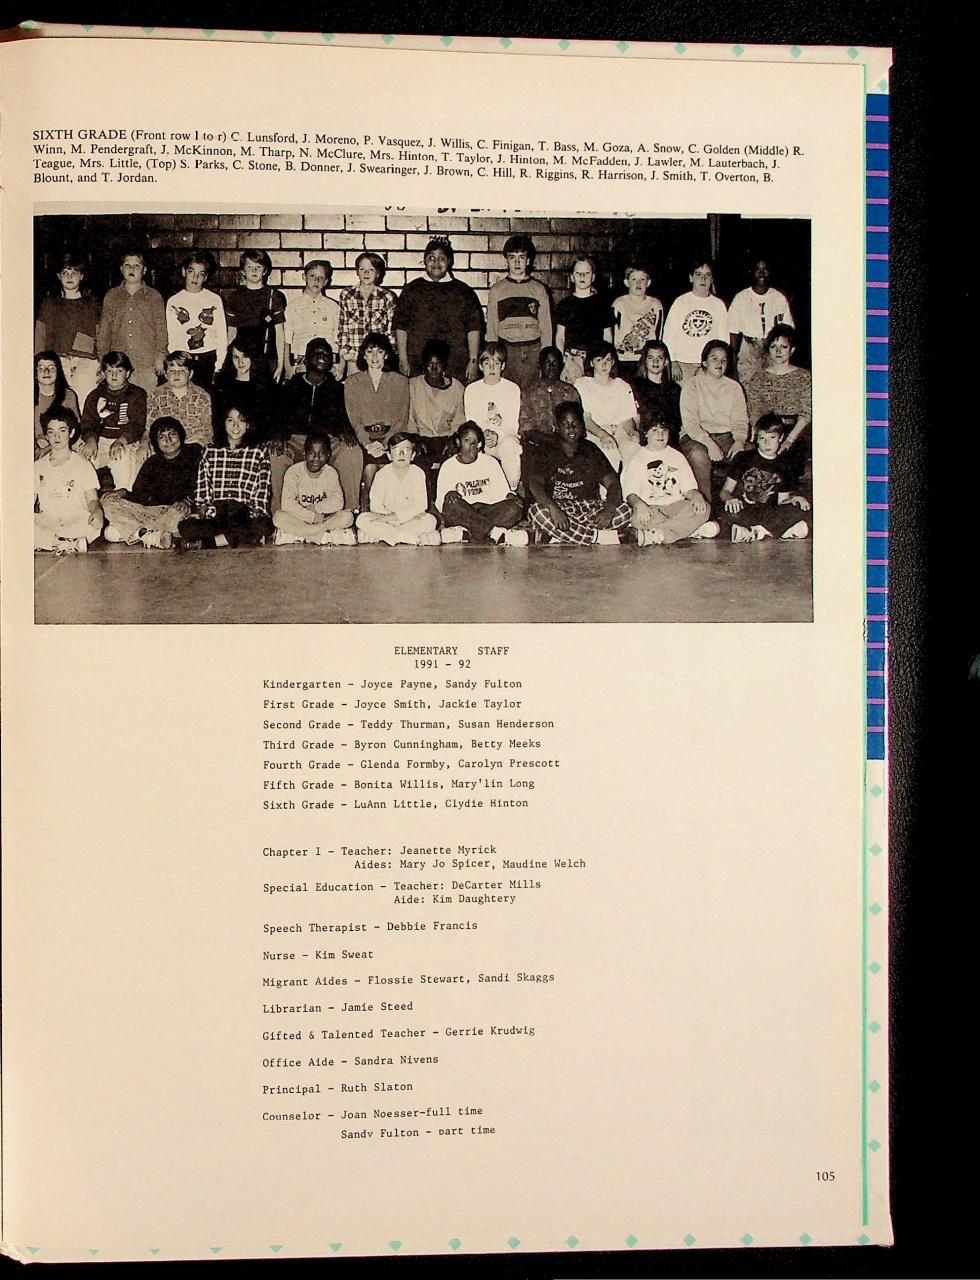 SIXTH GRADE (Front row l to r) C. Lunsford, J. Moreno, P. Vasquez, J. Willis, C. Finigan, T. Bass, M. Goza, A. Snow, C. Golden (Middle) R.
Winn, M. Pendergraft, J. McKinnon, M. Tharp, N. McClure, Mrs. Hinton, T. Taylor, J. Hinton, M. McFadden, J. Lawler, M. Lauterbach, J.
Teague, Mrs. Little, (Top) S. Parks, C. Stone, B. Donner, J. Swearinger, J. Brown, C. Hill, R. Riggins, R. Harrison, J. Smith, T. Overton, B.
Blount, and T. Jordan.
adidas
ELEMENTARY STAFF
1991 - 92
Kindergarten - Joyce Payne, Sandy Fulton
First Grade - Joyce Smith, Jackie Taylor
Second Grade - Teddy Thurman, Susan Henderson
Third Grade - Byron Cunningham, Betty Meeks
Fourth Grade - Glenda Formby, Carolyn Prescott
Fifth Grade - Bonita Willis, Mary'lin Long
Sixth Grade - LuAnn Little, Clydie Hinton
Chapter I - Teacher: Jeanette Myrick
Aides: Mary Jo Spicer, Maudine Welch
Special Education - Teacher: DeCarter Mills
Aide: Kim Daughtery
Speech Therapist - Debbie Francis
Nurse - Kim Sweat
Migrant Aides - Flossie Stewart, Sandi Skaggs
Librarian - Jamie Steed
Gifted & Talented Teacher - Gerrie Krudwig
Office Aide - Sandra Nivens
Principal - Ruth Slaton
Counselor - Joan Noesser-full time
Sandy Fulton - part time
105